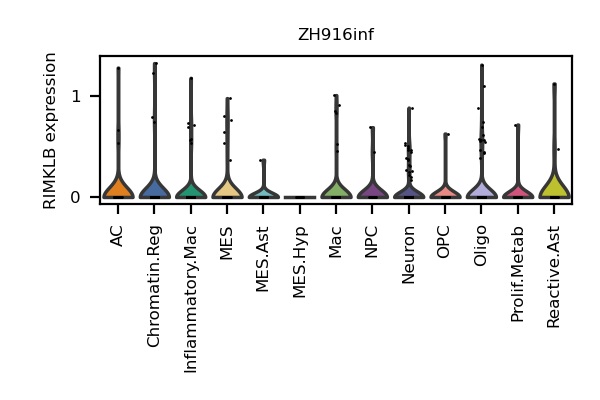 ZH916inf
RIMKLB expression
1
0
AC
Chromatin.Reg
Inflammatory.Mac
MES
MES.Ast
MES.Hyp
Mac
NPC
Neuron
OPC
Oligo
Prolif.Metab
Reactive.Ast